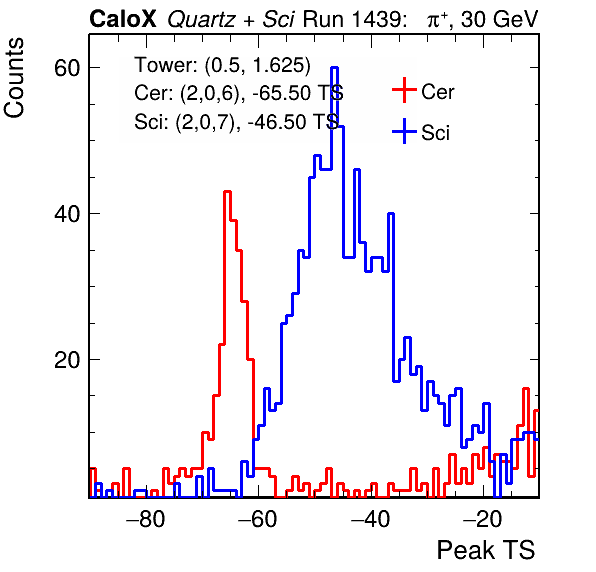 CaloX Quartz + Sci Run 1439: π⁺, 30 GeV
Counts
Tower: (0.5, 1.625)
Cer: (2,0,6), -65.50 TS
Sci: (2,0,7), -46.50 TS
Cer
Sci
60
40
20
−80 −60 −40 −20
Peak TS